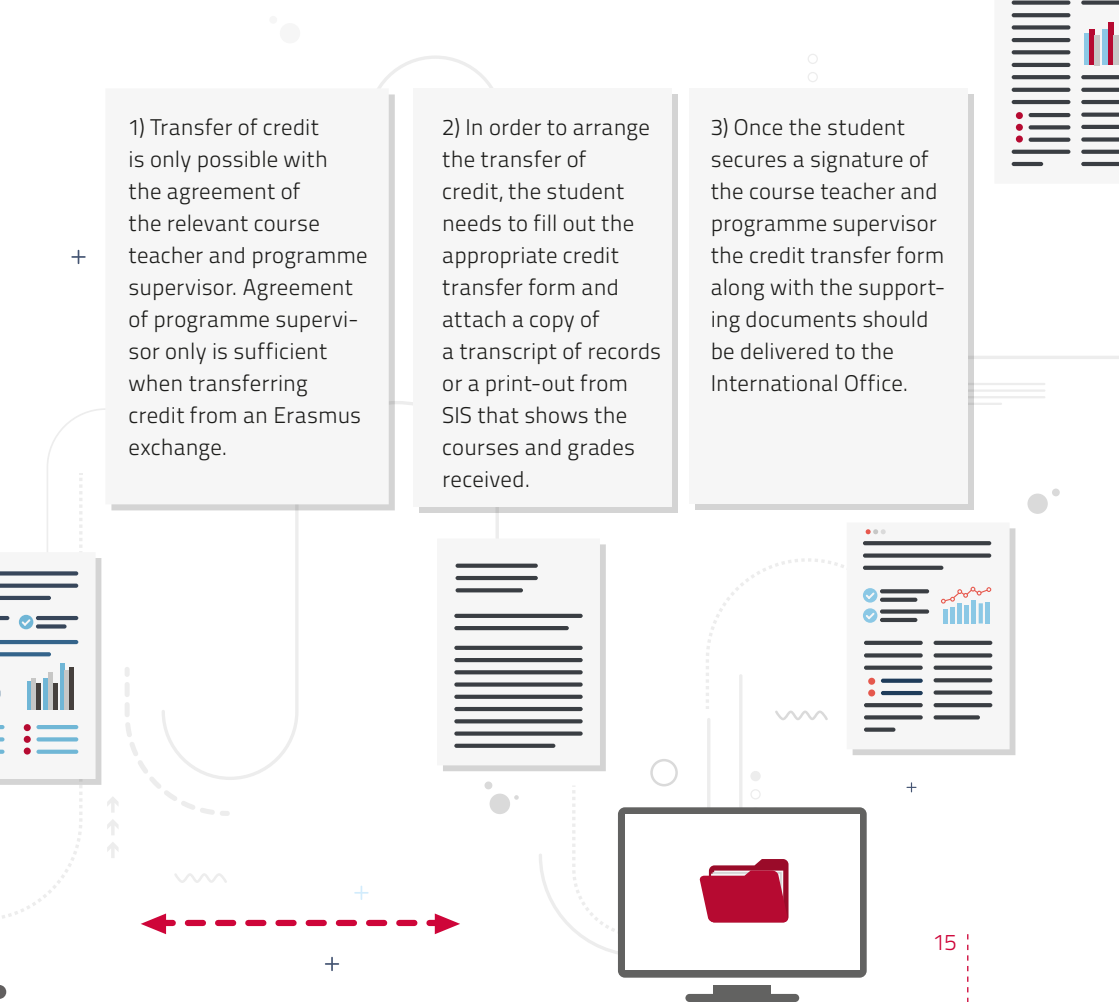 1) Transfer of credit
is only possible with
the agreement of
the relevant course
teacher and programme
supervisor. Agreement
of programme supervi-
sor only is sufficient
when transferring
credit from an Erasmus
exchange.
2) In order to arrange
the transfer of
credit, the student
needs to fill out the
appropriate credit
transfer form and
attach a copy of
a transcript of records
or a print-out from
SIS that shows the
courses and grades
received.
3) Once the student
secures a signature of
the course teacher and
programme supervisor
the credit transfer form
along with the support-
ing documents should
be delivered to the
International Office.
15